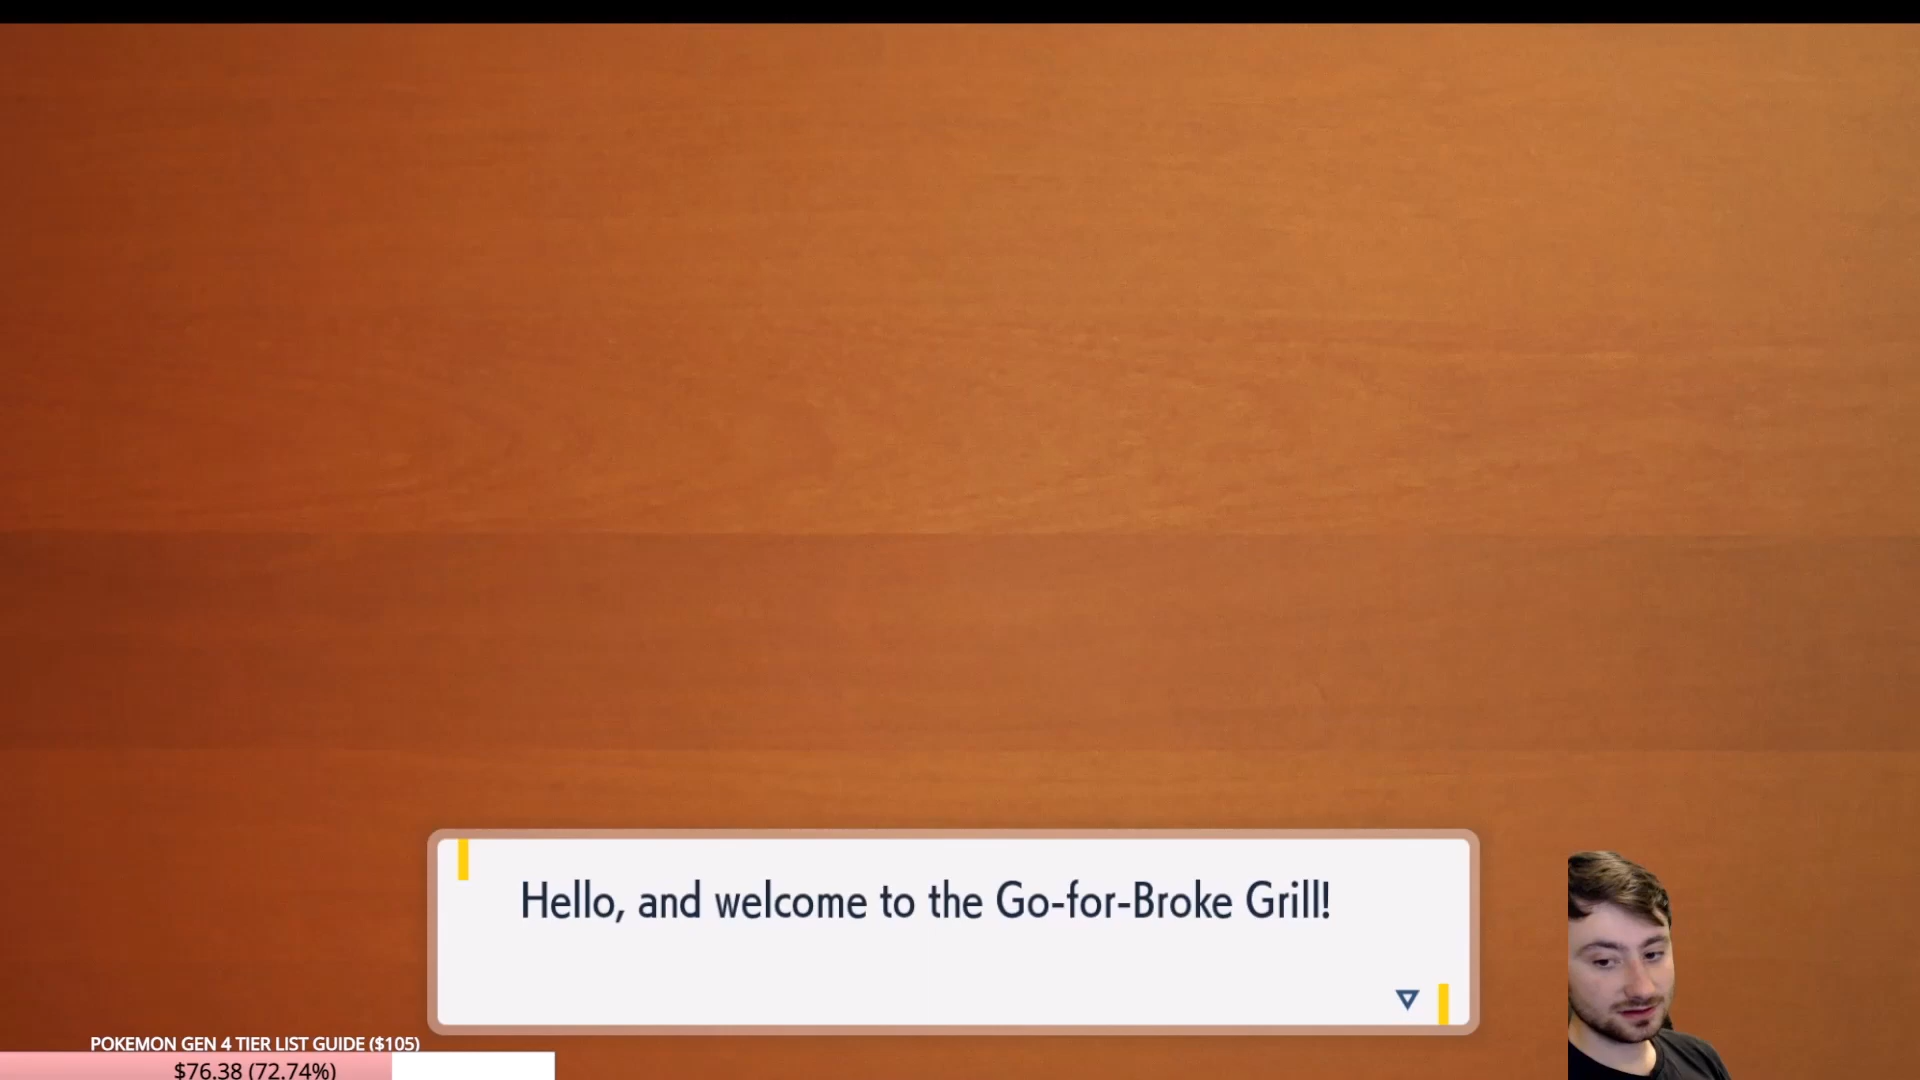 Hello, and welcome to the Go-for-Broke Grill!
POKEMON GEN 4 TIER LIST GUIDE ($105)
$76.38 (72.74%)